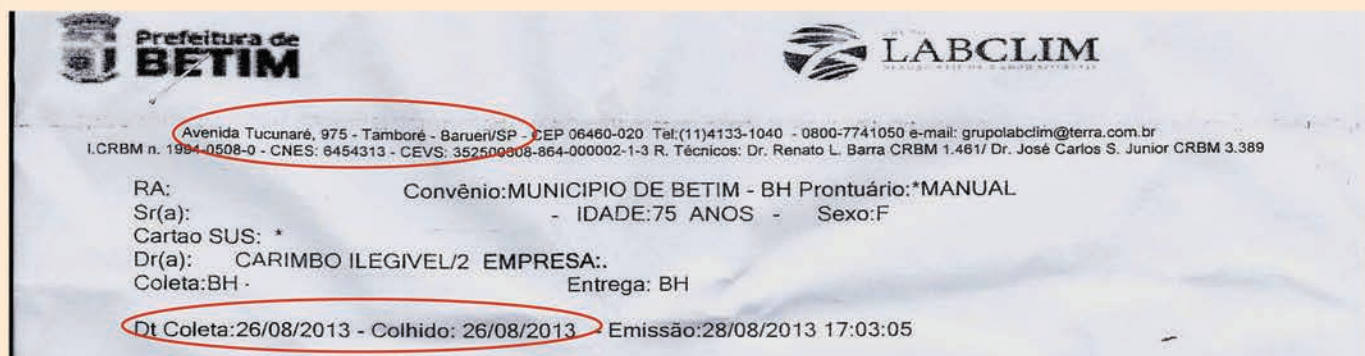 Prefeitura de
BETIM
LABCLIM
Avenida Tucunaré, 975 - Tamboré - Barueri/SP - CEP 06460-020 Tel:(11)4133-1040 - 0800-7741050 e-mail: grupolabclim@terra.com.br
I.CRBM n. 1994-0508-0 - CNES: 6454313 - CEVS: 352500308-864-000002-1-3 R. Técnicos: Dr. Renato L. Barra CRBM 1.461/ Dr. José Carlos S. Junior CRBM 3.389
RA: Convênio:MUNICIPIO DE BETIM - BH Prontuário:*MANUAL
Sr(a): - IDADE:75 ANOS - Sexo:F
Cartao SUS: *
Dr(a): CARIMBO ILEGIVEL/2 EMPRESA:.
Coleta:BH - Entrega: BH
Dt Coleta:26/08/2013 - Colhido: 26/08/2013 - Emissão:28/08/2013 17:03:05